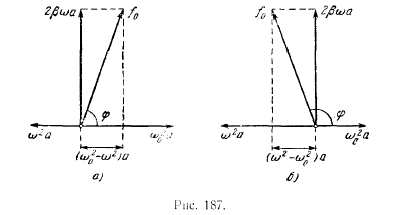 2βωa f₀ f₀ 2βωa
φ φ
ω²a ω₀²a ω²a ω₀²a
(ω₀²−ω²)a (ω²−ω₀²)a
а) б)
Рис. 187.